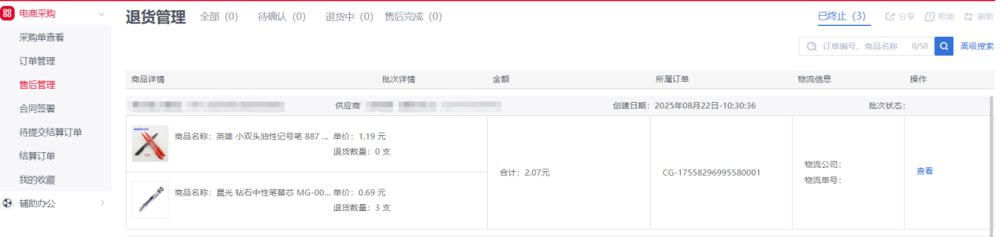 电商采购
采购单查看
订单管理
售后管理
合同签署
待提交结算订单
结算订单
我的收藏
辅助办公
退货管理 全部（0） 待确认（0） 退货中（0） 售后完成（0） 已终止（3） 分享 帮助 刷新
订单编号、商品名称 0/50 高级搜索
商品详情 批次详情 金额 所属订单 物流信息 操作
供应商 创建日期：2025年08月22日-10:30:36 批次状态：
商品名称：英雄 小双头油性记号笔 887 ... 单价：1.19 元
退货数量：0 支
合计：2.07元 CG-17558296995580001 物流公司： 查看
物流单号：
商品名称：晨光 钻石中性笔替芯 MG-00... 单价：0.69 元
退货数量：3 支